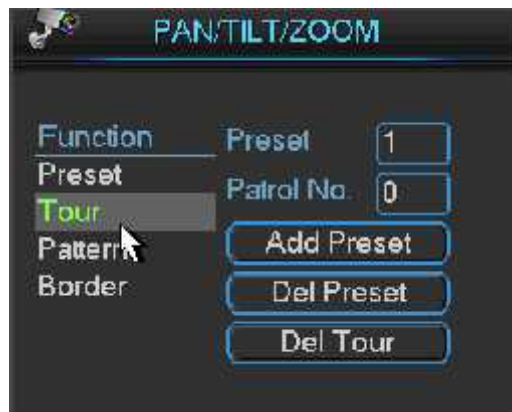 PAN/TILT/ZOOM
Function
Preset
Tour
Pattern
Border
Preset 1
Patrol No. 0
Add Preset
Del Preset
Del Tour